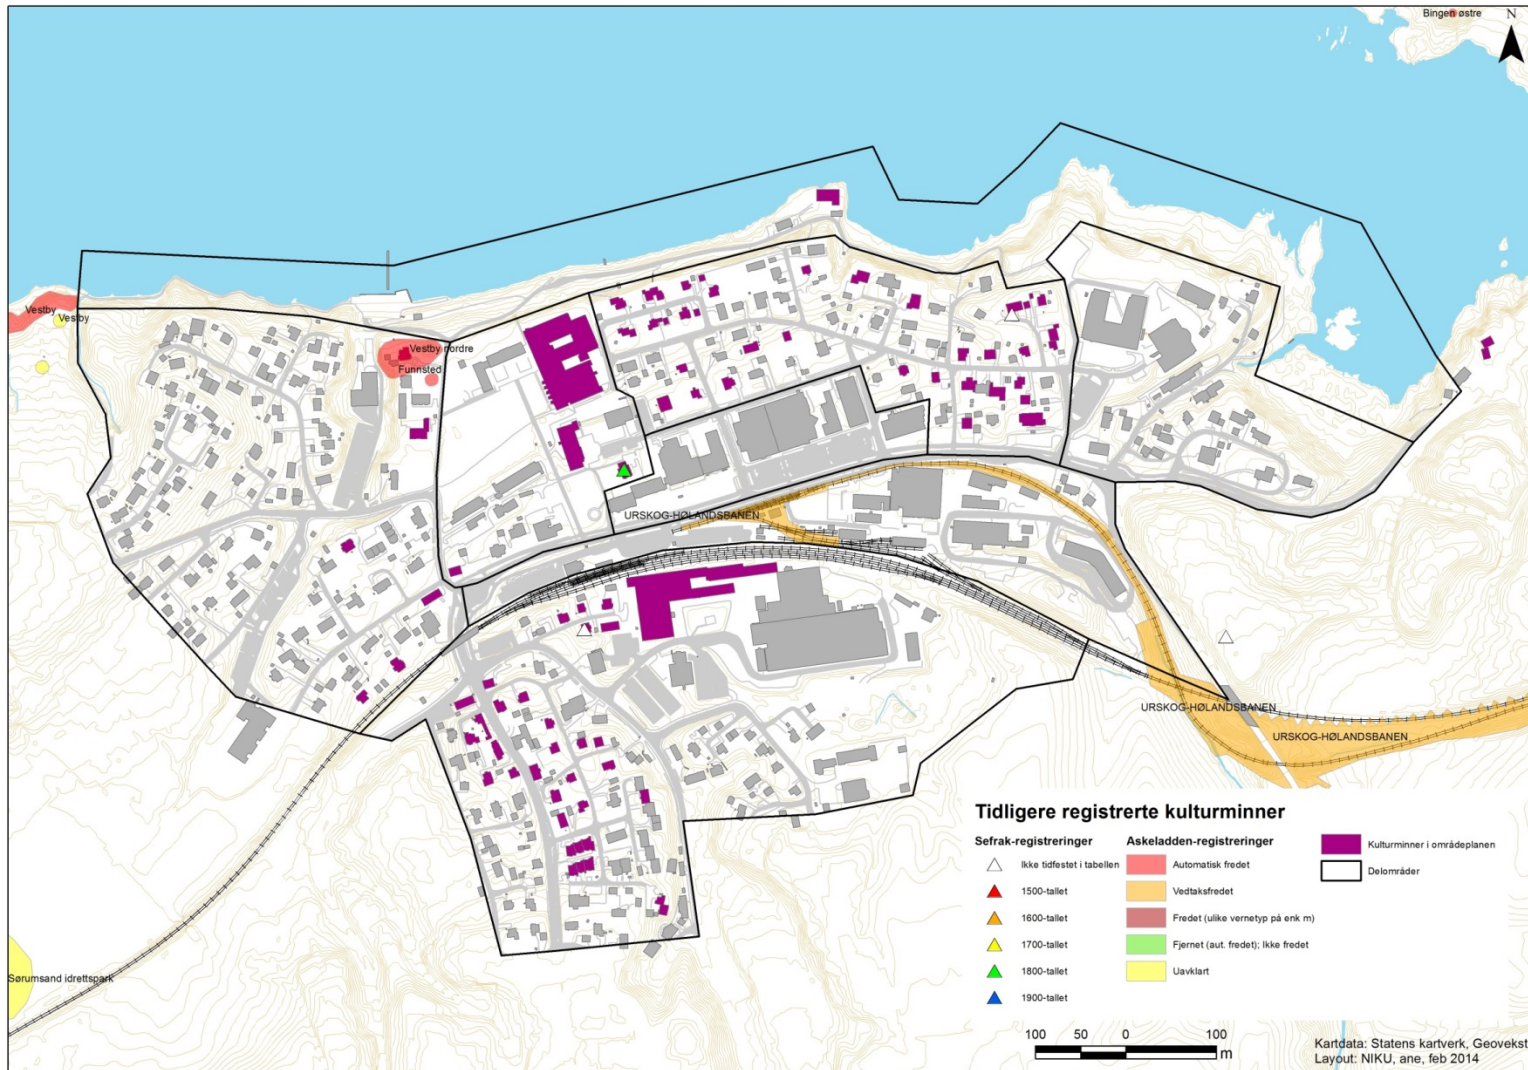 Bingen østre
N
Vestby
Vestby
Vestby nordre
Funnsted
URSKOG-HØLANDSBANEN
URSKOG-HØLANDSBANEN
URSKOG-HØLANDSBANEN
Sørumsand idrettspark
Tidligere registrerte kulturminner
Sefrak-registreringer
Ikke tidfestet i tabellen
1500-tallet
1600-tallet
1700-tallet
1800-tallet
1900-tallet
Askeladden-registreringer
Automatisk fredet
Vedtaksfredet
Fredet (ulike vernetyp på enk m)
Fjernet (aut. fredet); Ikke fredet
Uavklart
Kulturminner i områdeplanen
Delområder
100 50 0 100
m
Kartdata: Statens kartverk, Geovekst
Layout: NIKU, ane, feb 2014